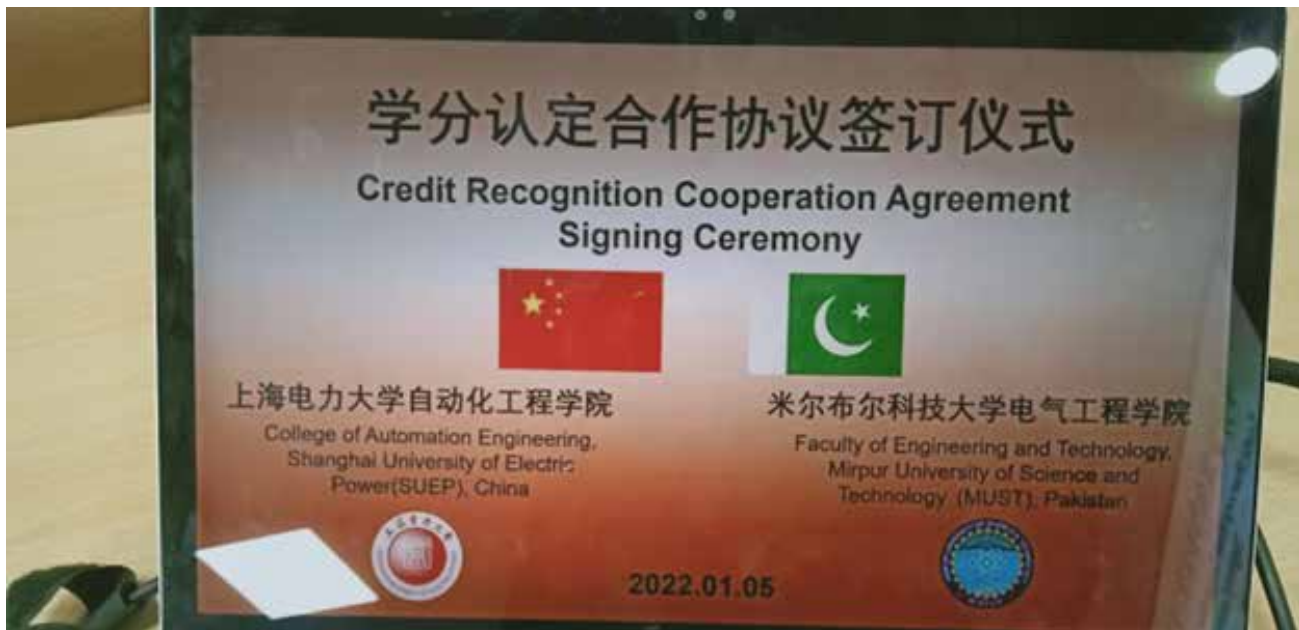 学分认定合作协议签订仪式
Credit Recognition Cooperation Agreement
Signing Ceremony
上海电力大学自动化工程学院
College of Automation Engineering,
Shanghai University of Electric
Power(SUEP), China
米尔布尔科技大学电气工程学院
Faculty of Engineering and Technology,
Mirpur University of Science and
Technology (MUST), Pakistan
2022.01.05